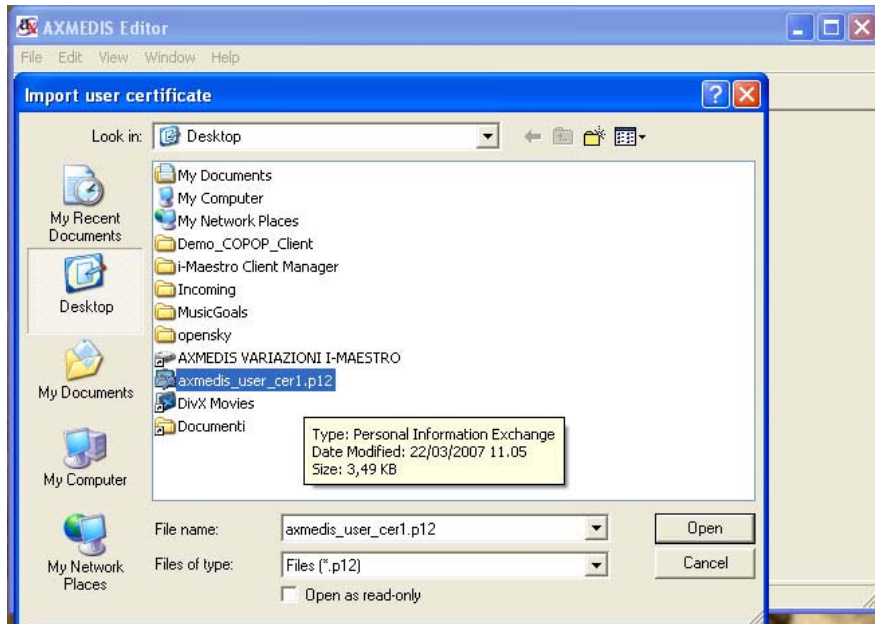 AXMEDIS Editor
File Edit View Window Help
Import user certificate
Look in: Desktop
My Recent Documents
Desktop
My Documents
My Computer
My Network Places
My Documents
My Computer
My Network Places
Demo_COPOP_Client
i-Maestro Client Manager
Incoming
MusicGoals
opensky
AXMEDIS VARIAZIONI I-MAESTRO
axmedis_user_cer1.p12
DivX Movies
Documenti
Type: Personal Information Exchange
Date Modified: 22/03/2007 11.05
Size: 3,49 KB
File name: axmedis_user_cer1.p12 Open
Files of type: Files (*.p12) Cancel
Open as read-only